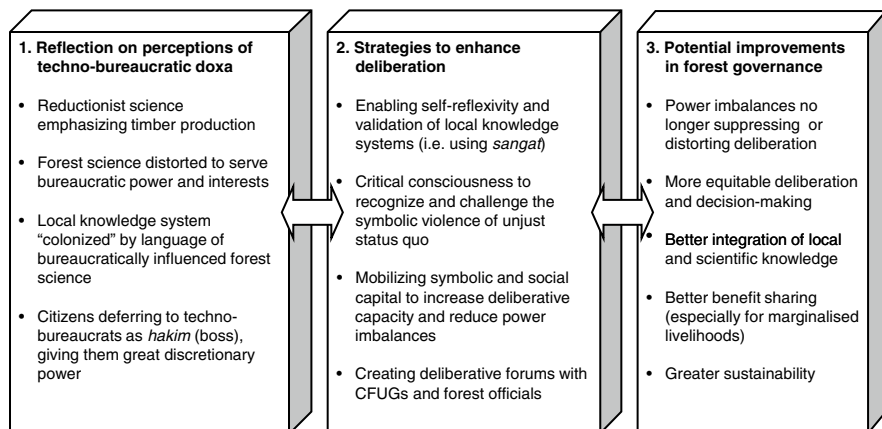 1. Reflection on perceptions of
techno-bureaucratic doxa
• Reductionist science
emphasizing timber production
• Forest science distorted to serve
bureaucratic power and interests
• Local knowledge system
“colonized” by language of
bureaucratically influenced forest
science
• Citizens deferring to techno-
bureaucrats as hakim (boss),
giving them great discretionary
power
2. Strategies to enhance
deliberation
• Enabling self-reflexivity and
validation of local knowledge
systems (i.e. using sangat)
• Critical consciousness to
recognize and challenge the
symbolic violence of unjust
status quo
• Mobilizing symbolic and social
capital to increase deliberative
capacity and reduce power
imbalances
• Creating deliberative forums with
CFUGs and forest officials
3. Potential improvements
in forest governance
• Power imbalances no
longer suppressing or
distorting deliberation
• More equitable deliberation
and decision-making
• Better integration of local
and scientific knowledge
• Better benefit sharing
(especially for marginalised
livelihoods)
• Greater sustainability